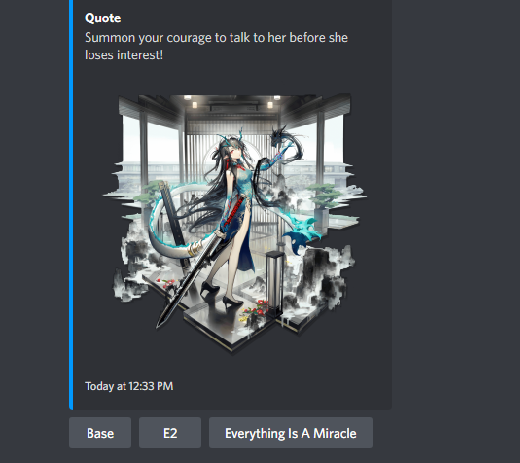 Quote
Summon your courage to talk to her before she
loses interest!
Today at 12:33 PM
Base
E2
Everything Is A Miracle